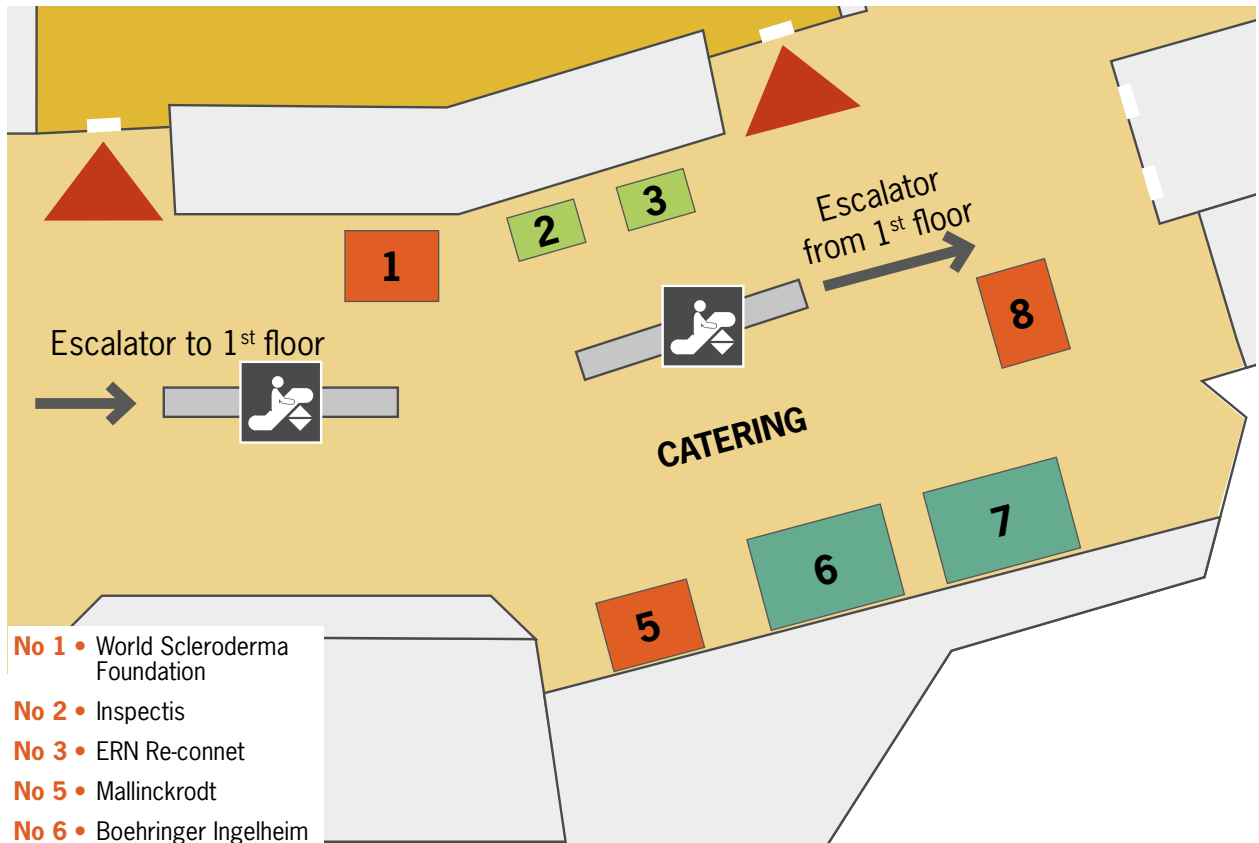 2
3
1
Escalator
from 1st floor
8
Escalator to 1st floor
CATERING
7
6
5
No 1 • World Scleroderma
Foundation
No 2 • Inspectis
No 3 • ERN Re-connet
No 5 • Mallinckrodt
No 6 • Boehringer Ingelheim